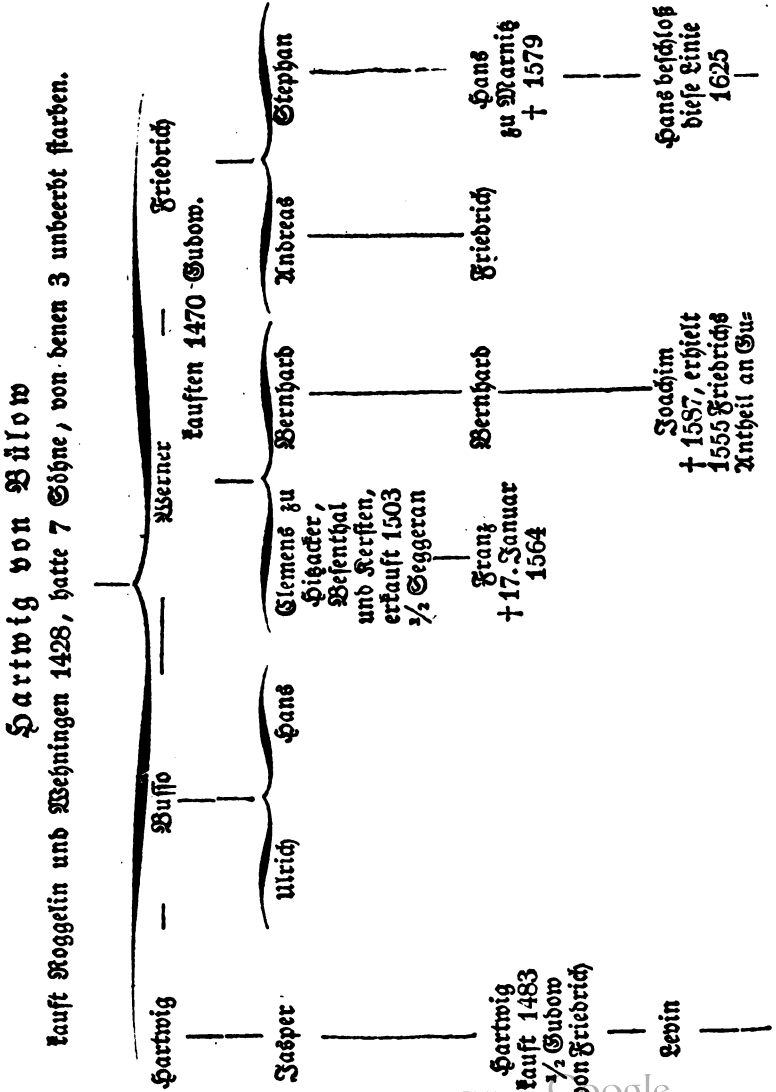 Hartwig von Bülow
kauft Roggelin und Wehningen 1428, hatte 7 Söhne, von denen 3 unbeerbt starben.
Hartwig — Busso — Werner — Friedrich
kauften 1470 Gudow.
Jasper
Ulrich
Hans
Clemens zu
Hitzacker,
Besenthal
und Kersten,
erkauft 1503
1/2 Seggeran
Bernhard
Andreas
Stephan
Hartwig
kauft 1483
1/2 Gudow
von Friedrich
Franz
† 17. Januar
1564
Bernhard
Friedrich
Hans
zu Marnitz
† 1579
Levin
Joachim
† 1587, erhielt
1555 Friedrichs
Antheil an Gu=
Hans beschloß
diese Linie
1625